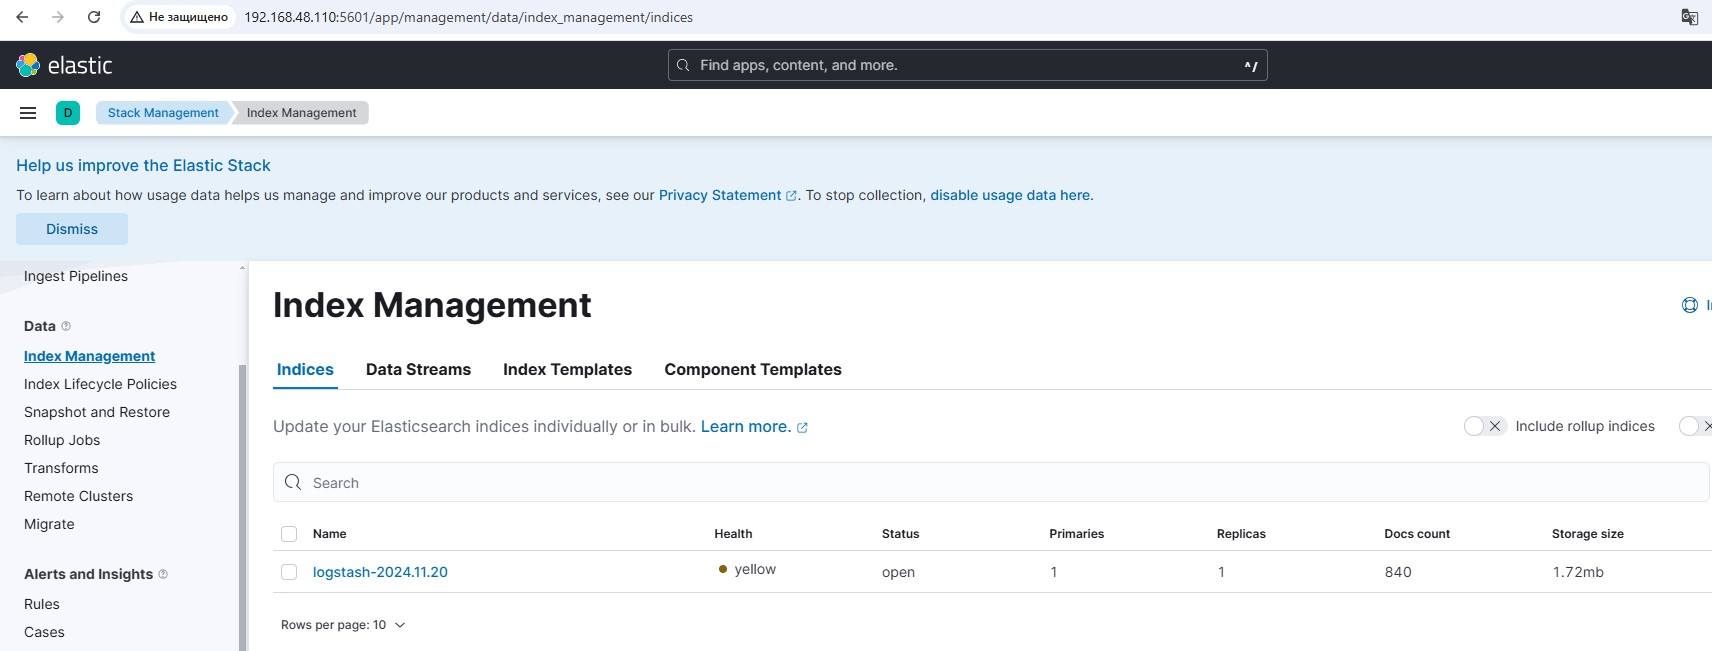 Не защищено 192.168.48.110:5601/app/management/data/index_management/indices
elastic
Find apps, content, and more.
^/
D Stack Management Index Management
Help us improve the Elastic Stack
To learn about how usage data helps us manage and improve our products and services, see our Privacy Statement. To stop collection, disable usage data here.
Dismiss
Ingest Pipelines
Data
Index Management
Index Lifecycle Policies
Snapshot and Restore
Rollup Jobs
Transforms
Remote Clusters
Migrate
Alerts and Insights
Rules
Cases
Index Management
Indices Data Streams Index Templates Component Templates
Update your Elasticsearch indices individually or in bulk. Learn more.
Include rollup indices
Search
Name Health Status Primaries Replicas Docs count Storage size
logstash-2024.11.20 yellow open 1 1 840 1.72mb
Rows per page: 10